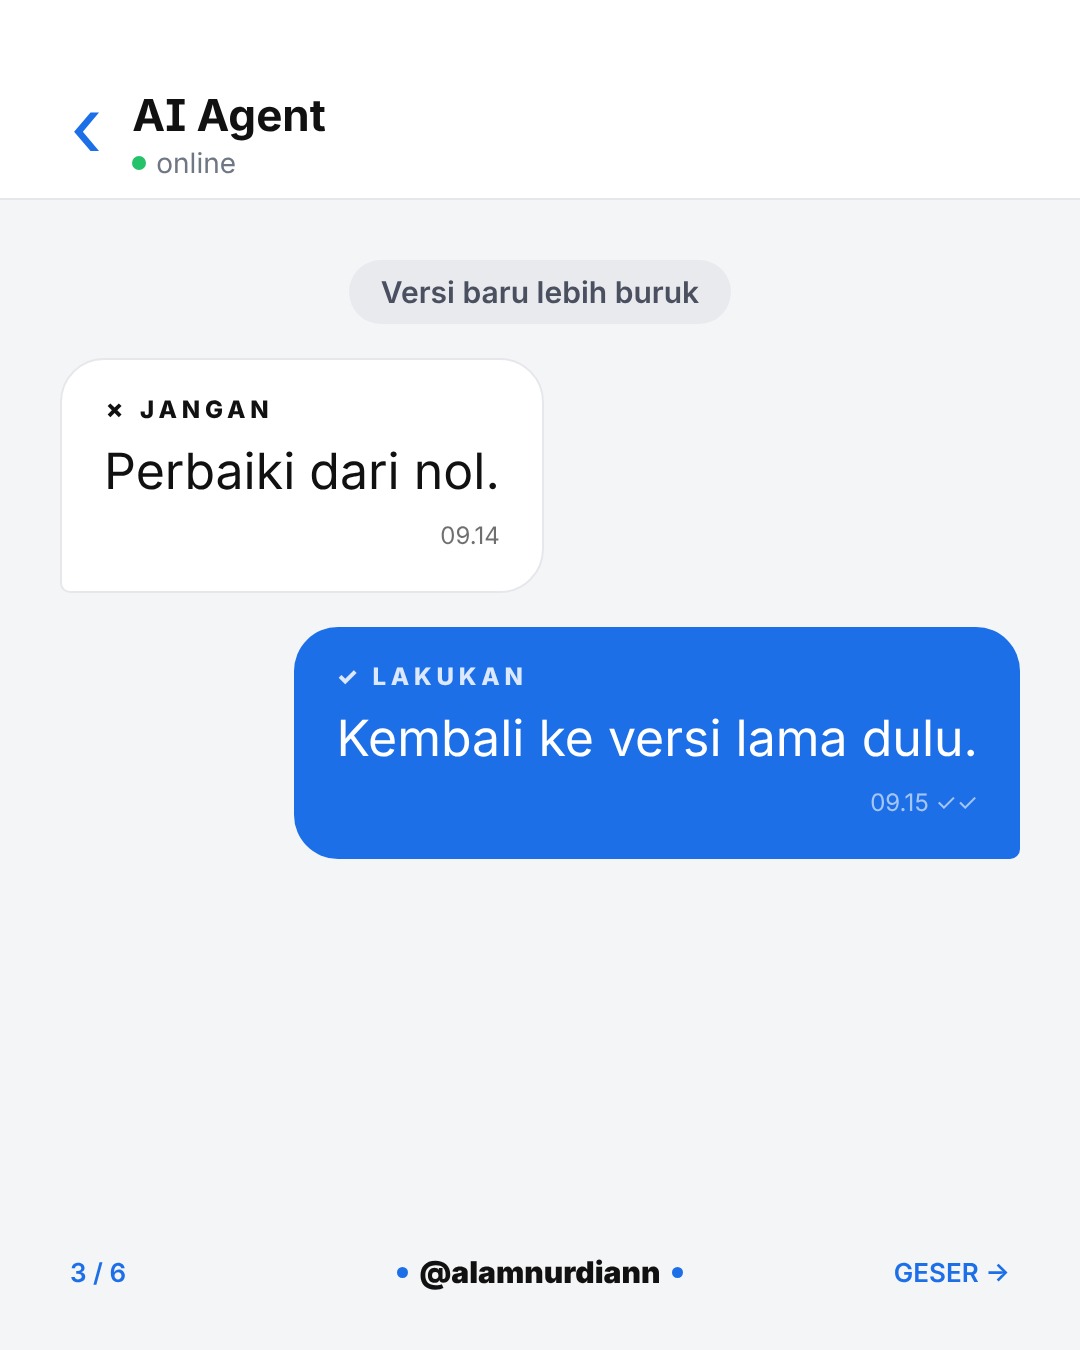 AI Agent
online
Versi baru lebih buruk
× JANGAN
Perbaiki dari nol.
09.14
✓ LAKUKAN
Kembali ke versi lama dulu.
09.15 ✓✓
3 / 6
• @alamnurdiann •
GESER →